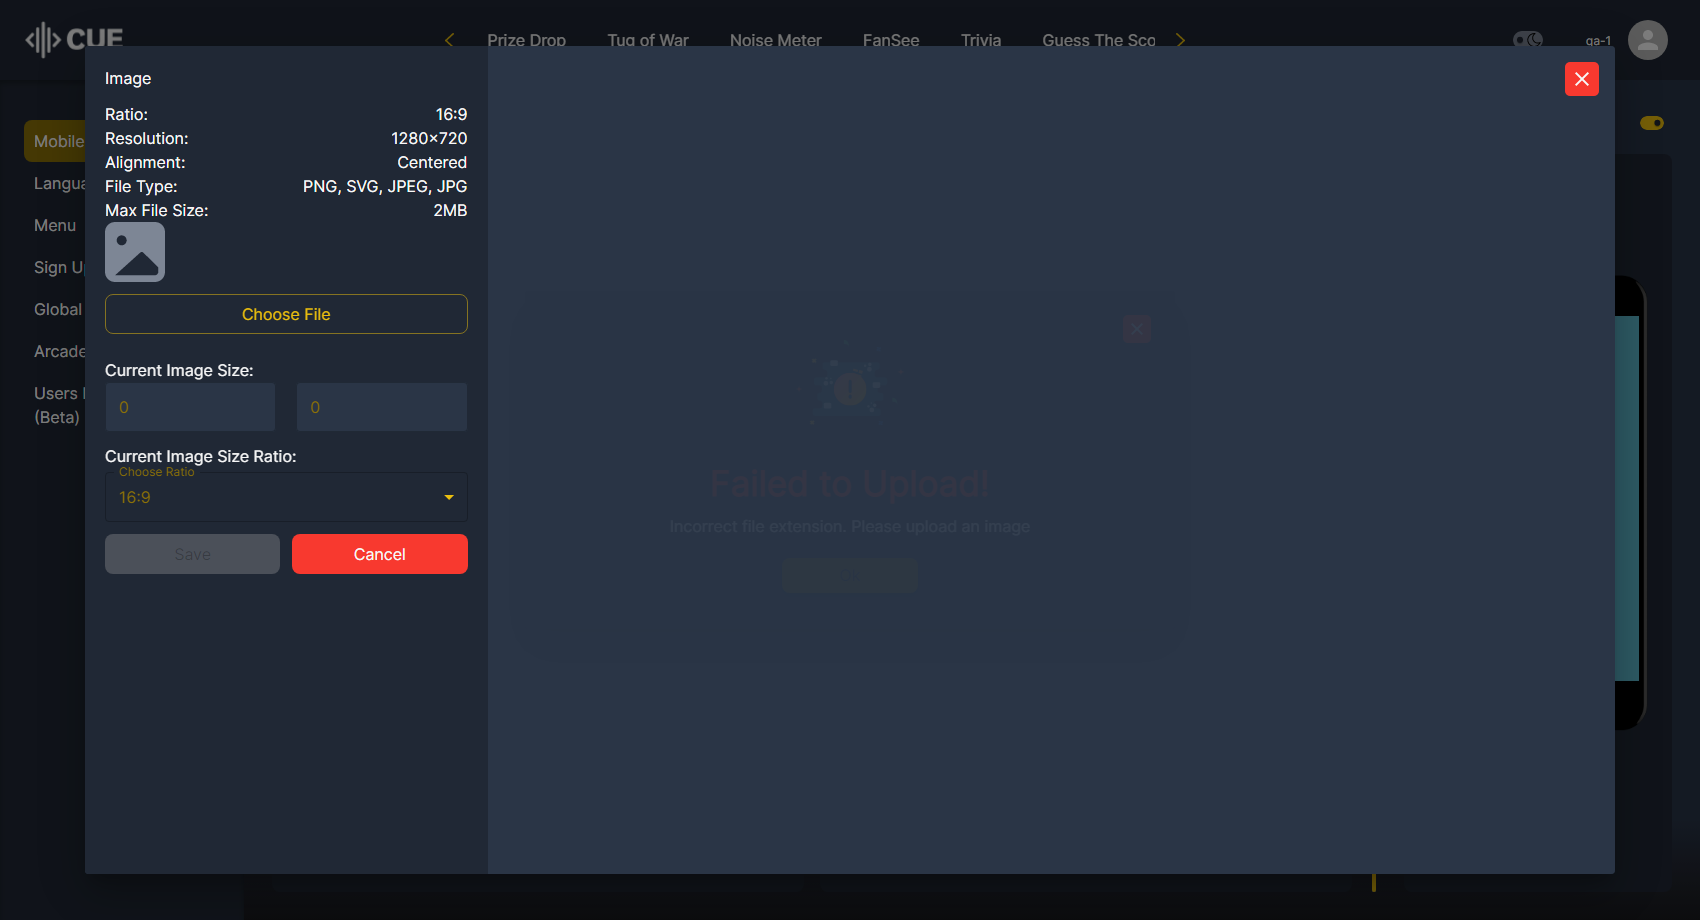 CUE
Prize Drop
Tug of War
Noise Meter
FanSee
Trivia
Guess The Sco
qa-1
Mobile
Langua
Menu
Sign Up
Global
Arcade
Users
(Beta)
Image
Ratio: 16:9
Resolution: 1280×720
Alignment: Centered
File Type: PNG, SVG, JPEG, JPG
Max File Size: 2MB
Choose File
Current Image Size:
0 0
Current Image Size Ratio:
Choose Ratio
16:9
Save Cancel
Failed to Upload!
Incorrect file extension. Please upload an image